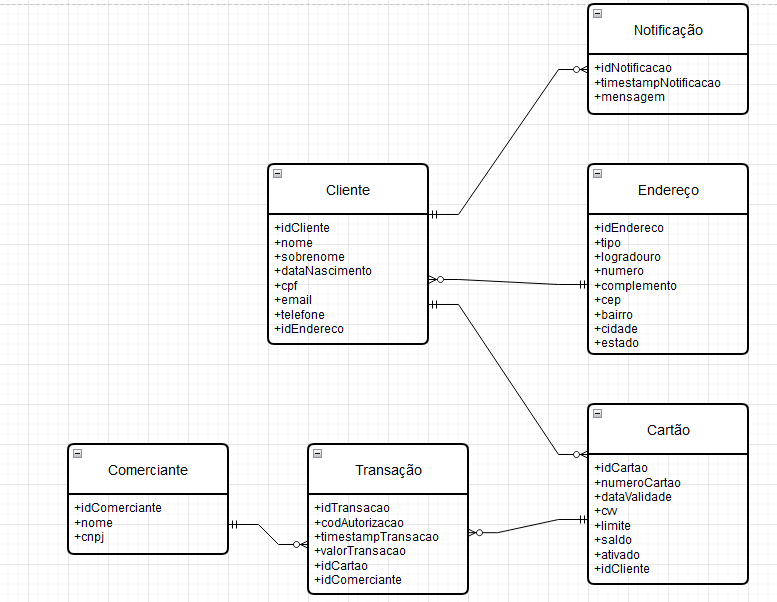 Notificação
+idNotificacao
+timestampNotificacao
+mensagem
Cliente
+idCliente
+nome
+sobrenome
+dataNascimento
+cpf
+email
+telefone
+idEndereco
Endereço
+idEndereco
+tipo
+logradouro
+numero
+complemento
+cep
+bairro
+cidade
+estado
Comerciante
+idComerciante
+nome
+cnpj
Transação
+idTransacao
+codAutorizacao
+timestampTransacao
+valorTransacao
+idCartao
+idComerciante
Cartão
+idCartao
+numeroCartao
+dataValidade
+cvv
+limite
+saldo
+ativado
+idCliente